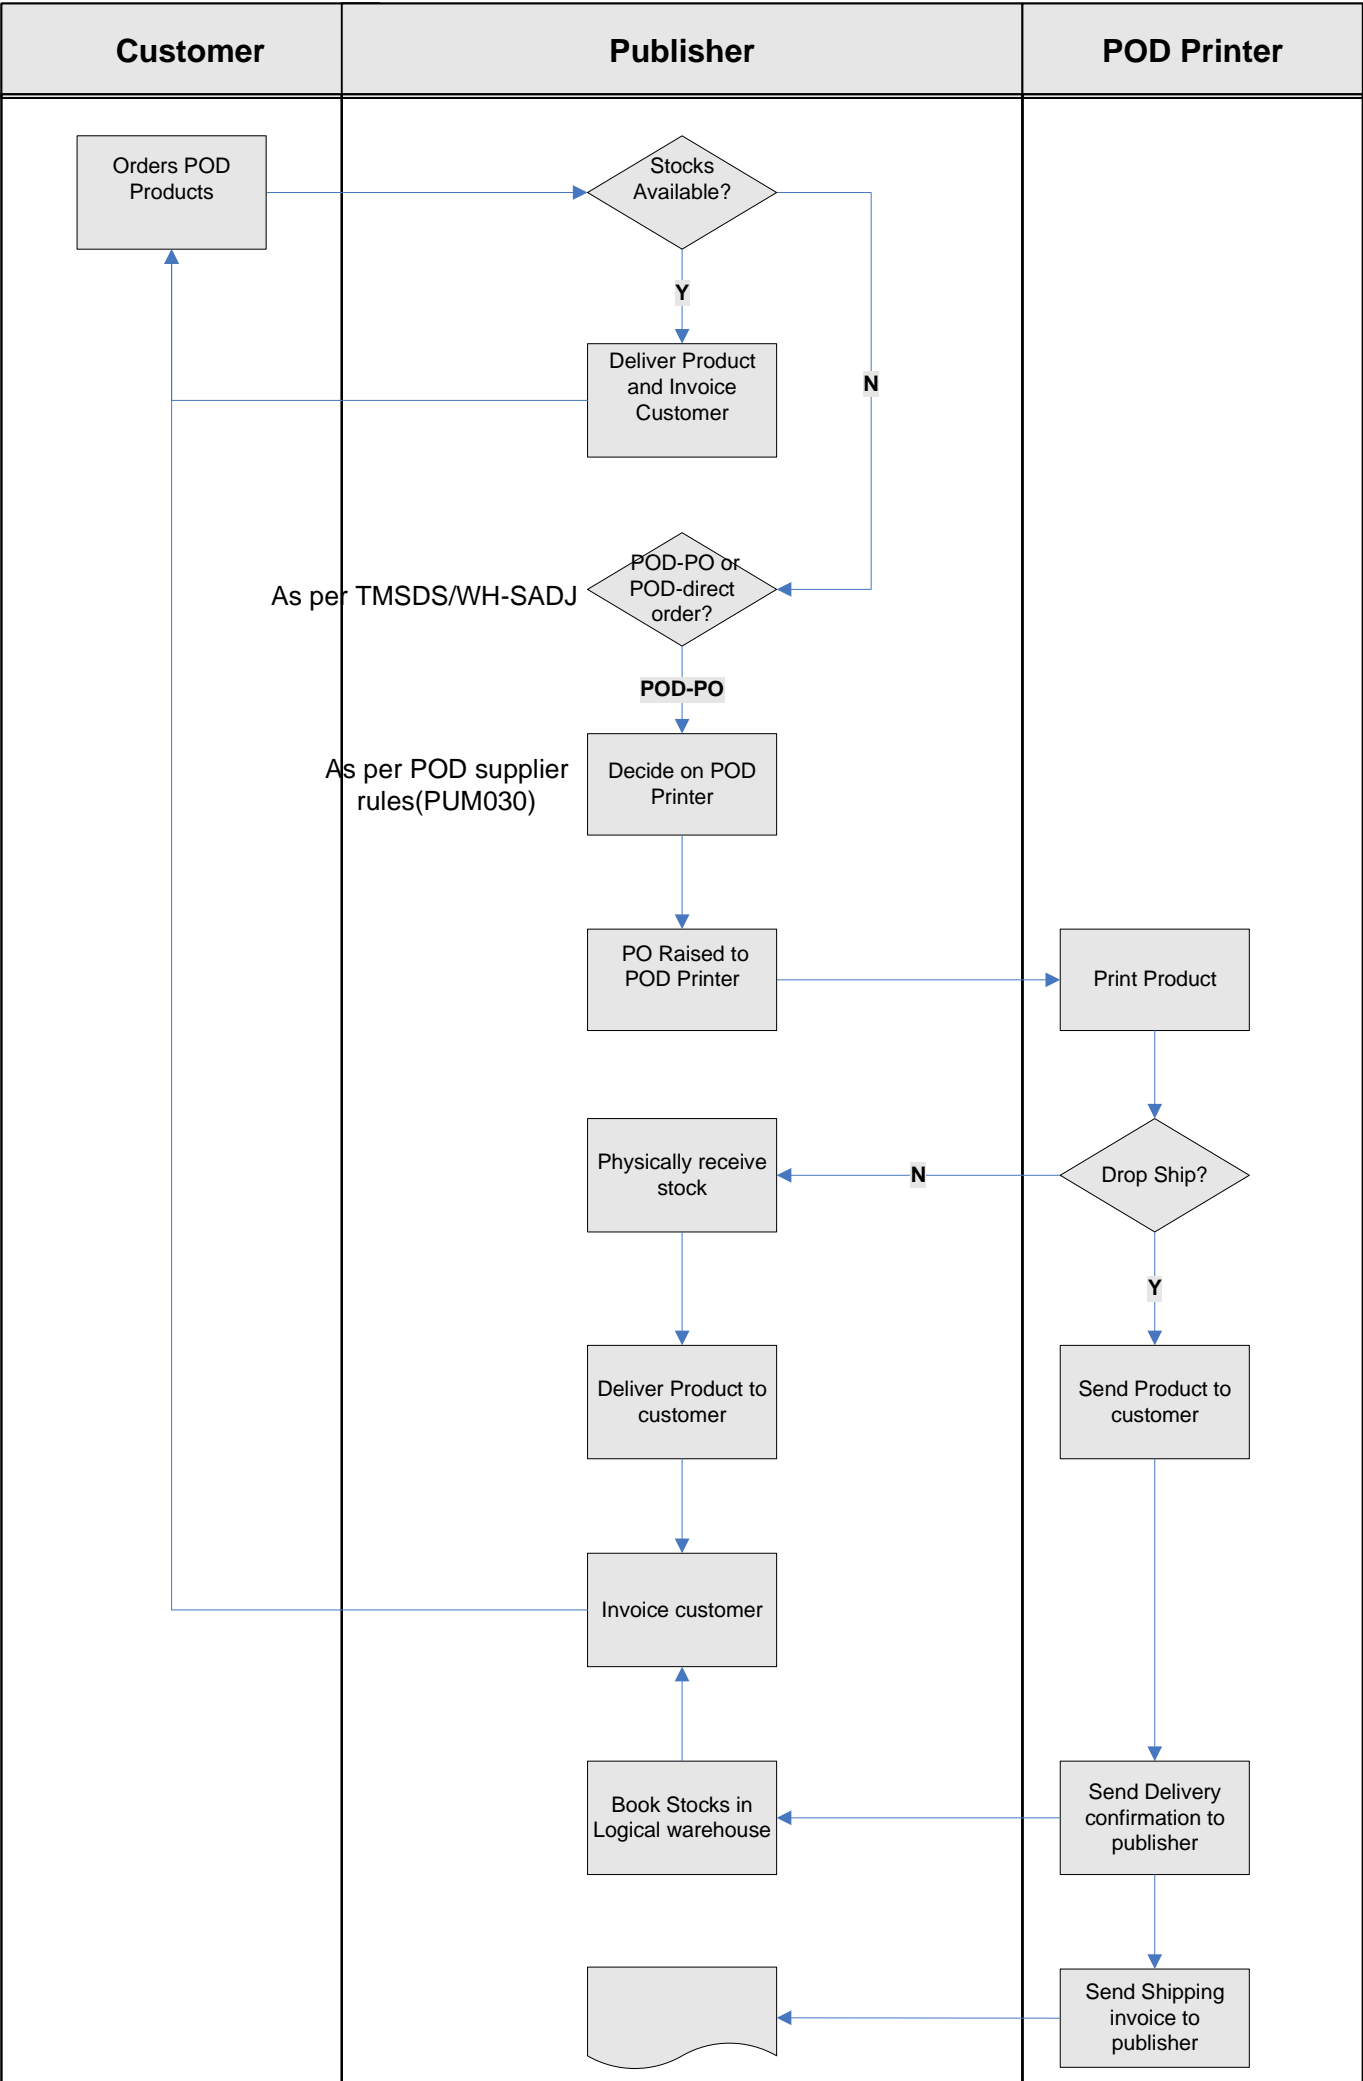 Customer
Publisher
POD Printer
Orders POD
Products
Stocks
Available?
Y
Deliver Product
and Invoice
Customer
N
As per TMSDS/WH-SADJ
POD-PO or
POD-direct
order?
POD-PO
As per POD supplier
rules(PUM030)
Decide on POD
Printer
PO Raised to
POD Printer
Print Product
Physically receive
stock
N
Drop Ship?
Y
Deliver Product to
customer
Send Product to
customer
Invoice customer
Book Stocks in
Logical warehouse
Send Delivery
confirmation to
publisher
Send Shipping
invoice to
publisher